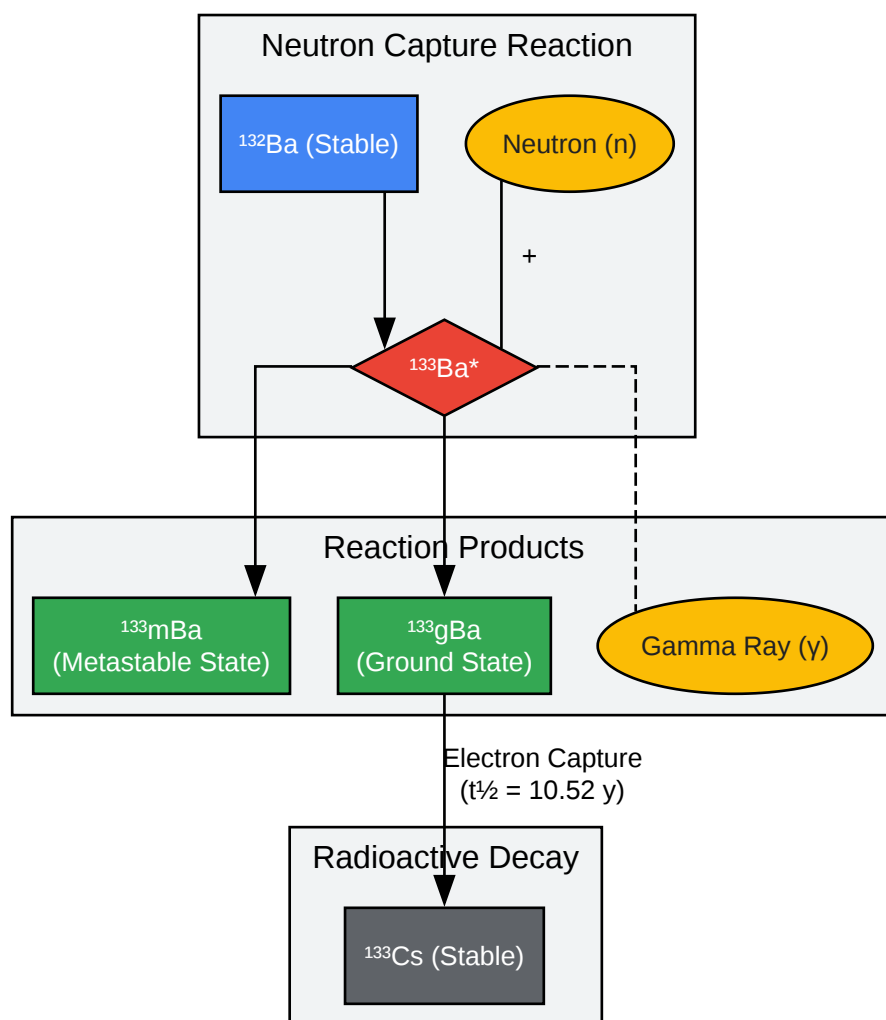 Neutron Capture Reaction
¹³²Ba (Stable)
Neutron (n)
+
¹³³Ba*
Reaction Products
¹³³mBa
(Metastable State)
¹³³gBa
(Ground State)
Gamma Ray (γ)
Electron Capture
(t½ = 10.52 y)
Radioactive Decay
¹³³Cs (Stable)